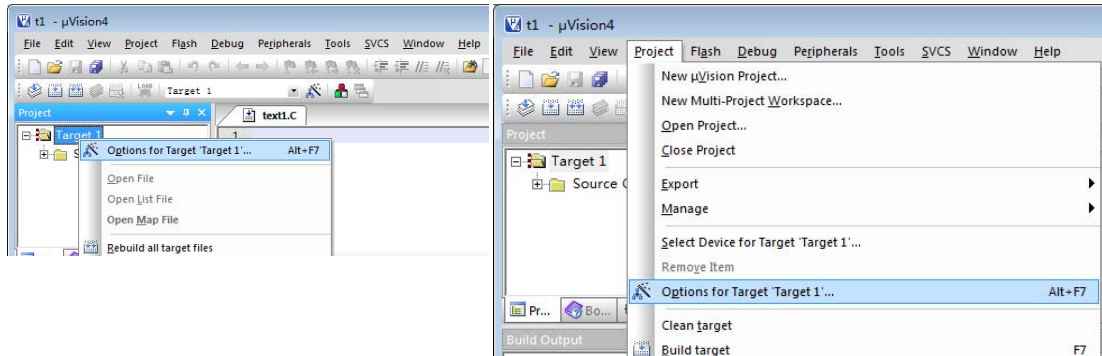 t1 - µVision4
File Edit View Project Flash Debug Peripherals Tools SVCS Window Help
Target 1
Project
text1.C
Target 1
1
S
Options for Target 'Target 1'... Alt+F7
Open File
Open List File
Open Map File
Rebuild all target files
t1 - µVision4
File Edit View Project Flash Debug Peripherals Tools SVCS Window Help
New µVision Project...
New Multi-Project Workspace...
Open Project...
Close Project
Export
Manage
Select Device for Target 'Target 1'...
Remove Item
Options for Target 'Target 1'... Alt+F7
Clean target
Build target F7
Project
Target 1
Source
Pr... Bo...
Build Output